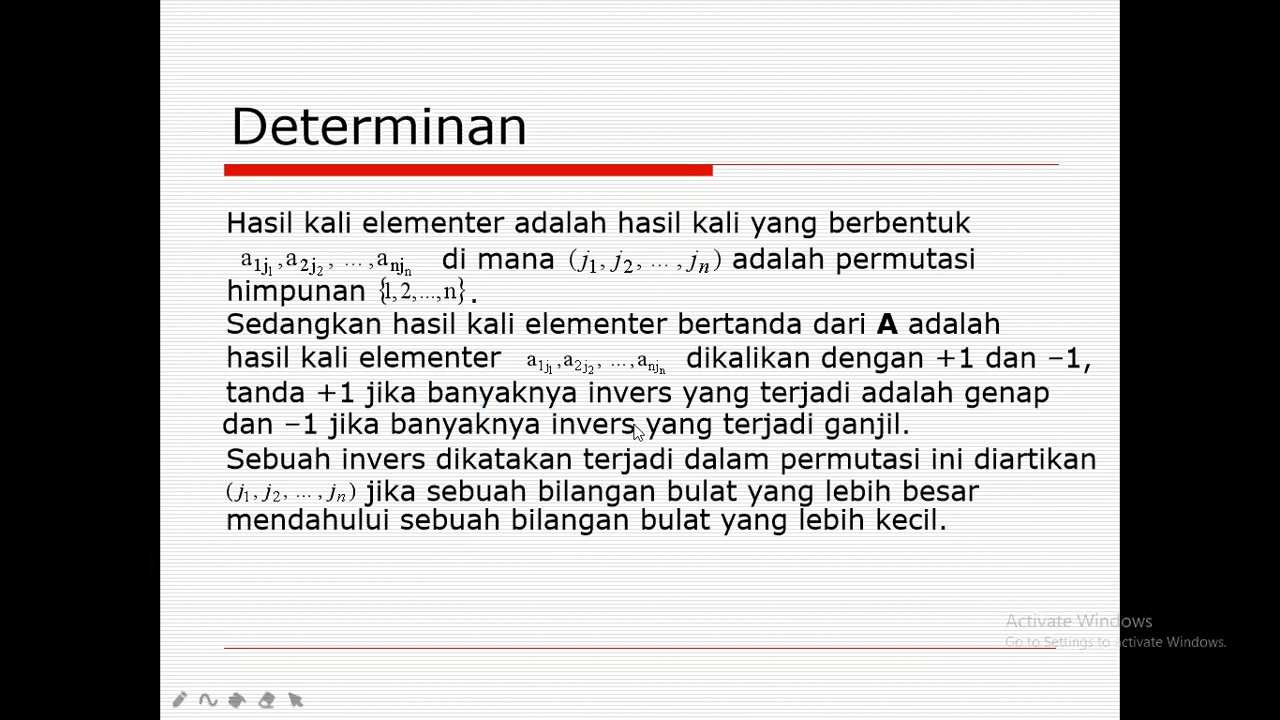 Determinan
Hasil kali elementer adalah hasil kali yang berbentuk
a1j1, a2j2, …, anjn di mana (j1, j2, …, jn) adalah permutasi
himpunan {1,2,...,n}.
Sedangkan hasil kali elementer bertanda dari A adalah
hasil kali elementer a1j1, a2j2, …, anjn dikalikan dengan +1 dan –1,
tanda +1 jika banyaknya invers yang terjadi adalah genap
dan –1 jika banyaknya invers yang terjadi ganjil.
Sebuah invers dikatakan terjadi dalam permutasi ini diartikan
(j1, j2, …, jn) jika sebuah bilangan bulat yang lebih besar
mendahului sebuah bilangan bulat yang lebih kecil.
Activate Windows
Go to Settings to activate Windows.